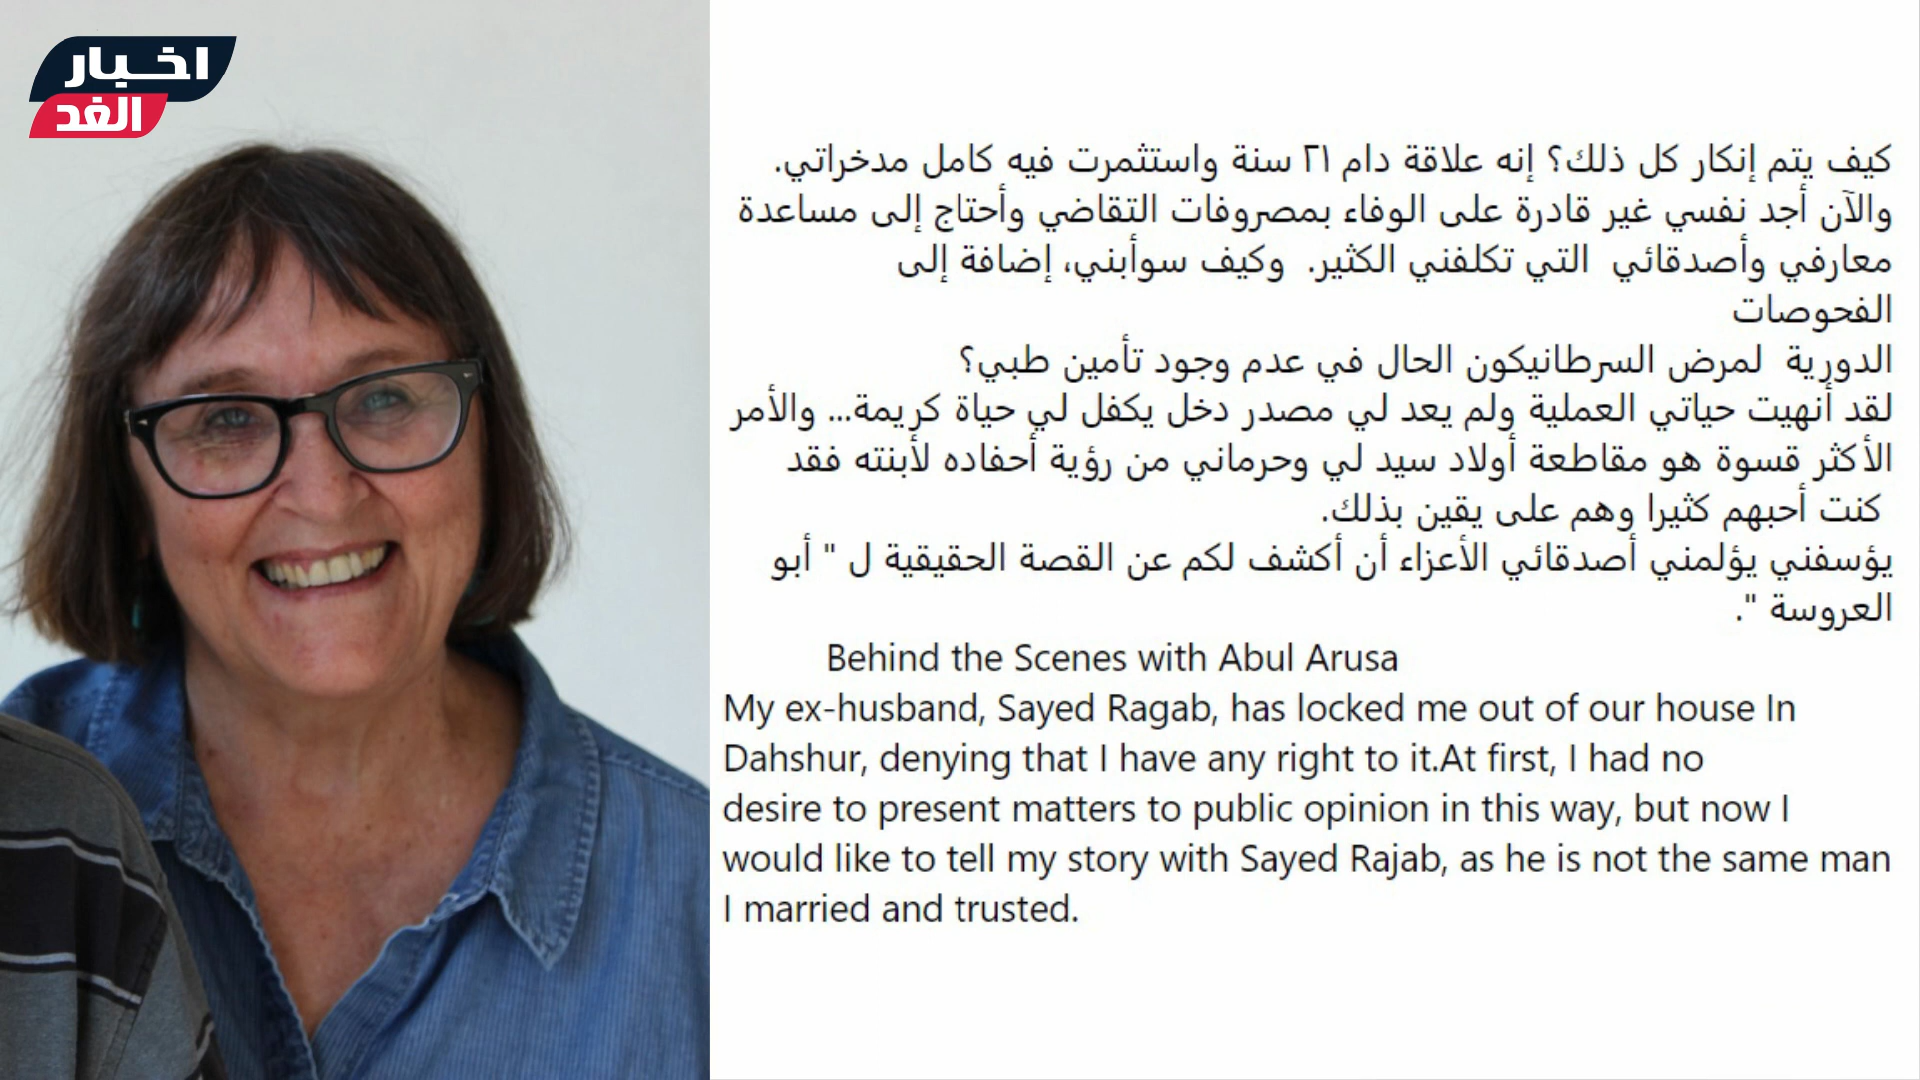 اخبار
الغد
كيف يتم إنكار كل ذلك؟ إنه علاقة دام ٢١ سنة واستثمرت فيه كامل مدخراتي.
والآن أجد نفسي غير قادرة على الوفاء بمصروفات التقاضي وأحتاج إلى مساعدة
معارفي وأصدقائي التي تكلفني الكثير. وكيف سوأبني، إضافة إلى
الفحوصات
الدورية لمرض السرطانيكون الحال في عدم وجود تأمين طبي؟
لقد أنهيت حياتي العملية ولم يعد لي مصدر دخل يكفل لي حياة كريمة... والأمر
الأكثر قسوة هو مقاطعة أولاد سيد لي وحرماني من رؤية أحفاده لأبنته فقد
كنت أحبهم كثيرا وهم على يقين بذلك.
يؤسفني يؤلمني أصدقائي الأعزاء أن أكشف لكم عن القصة الحقيقية ل " أبو
العروسة ".
Behind the Scenes with Abul Arusa
My ex-husband, Sayed Ragab, has locked me out of our house In
Dahshur, denying that I have any right to it.At first, I had no
desire to present matters to public opinion in this way, but now I
would like to tell my story with Sayed Rajab, as he is not the same man
I married and trusted.